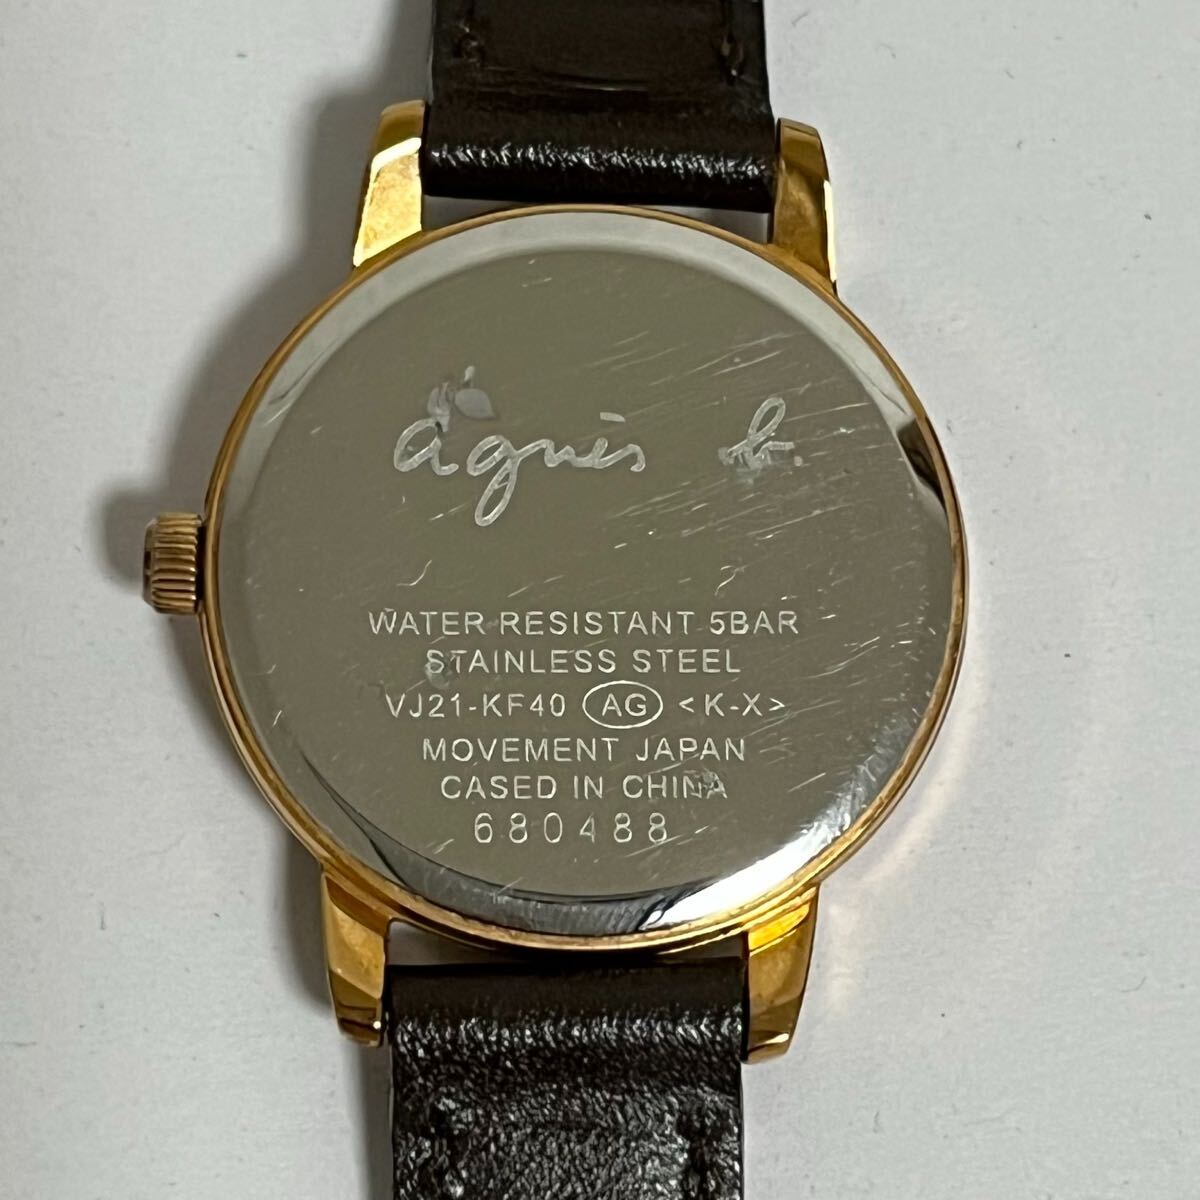 agnès b.
WATER RESISTANT 5BAR
STAINLESS STEEL
VJ21-KF40 AG <K-X>
MOVEMENT JAPAN
CASED IN CHINA
680488